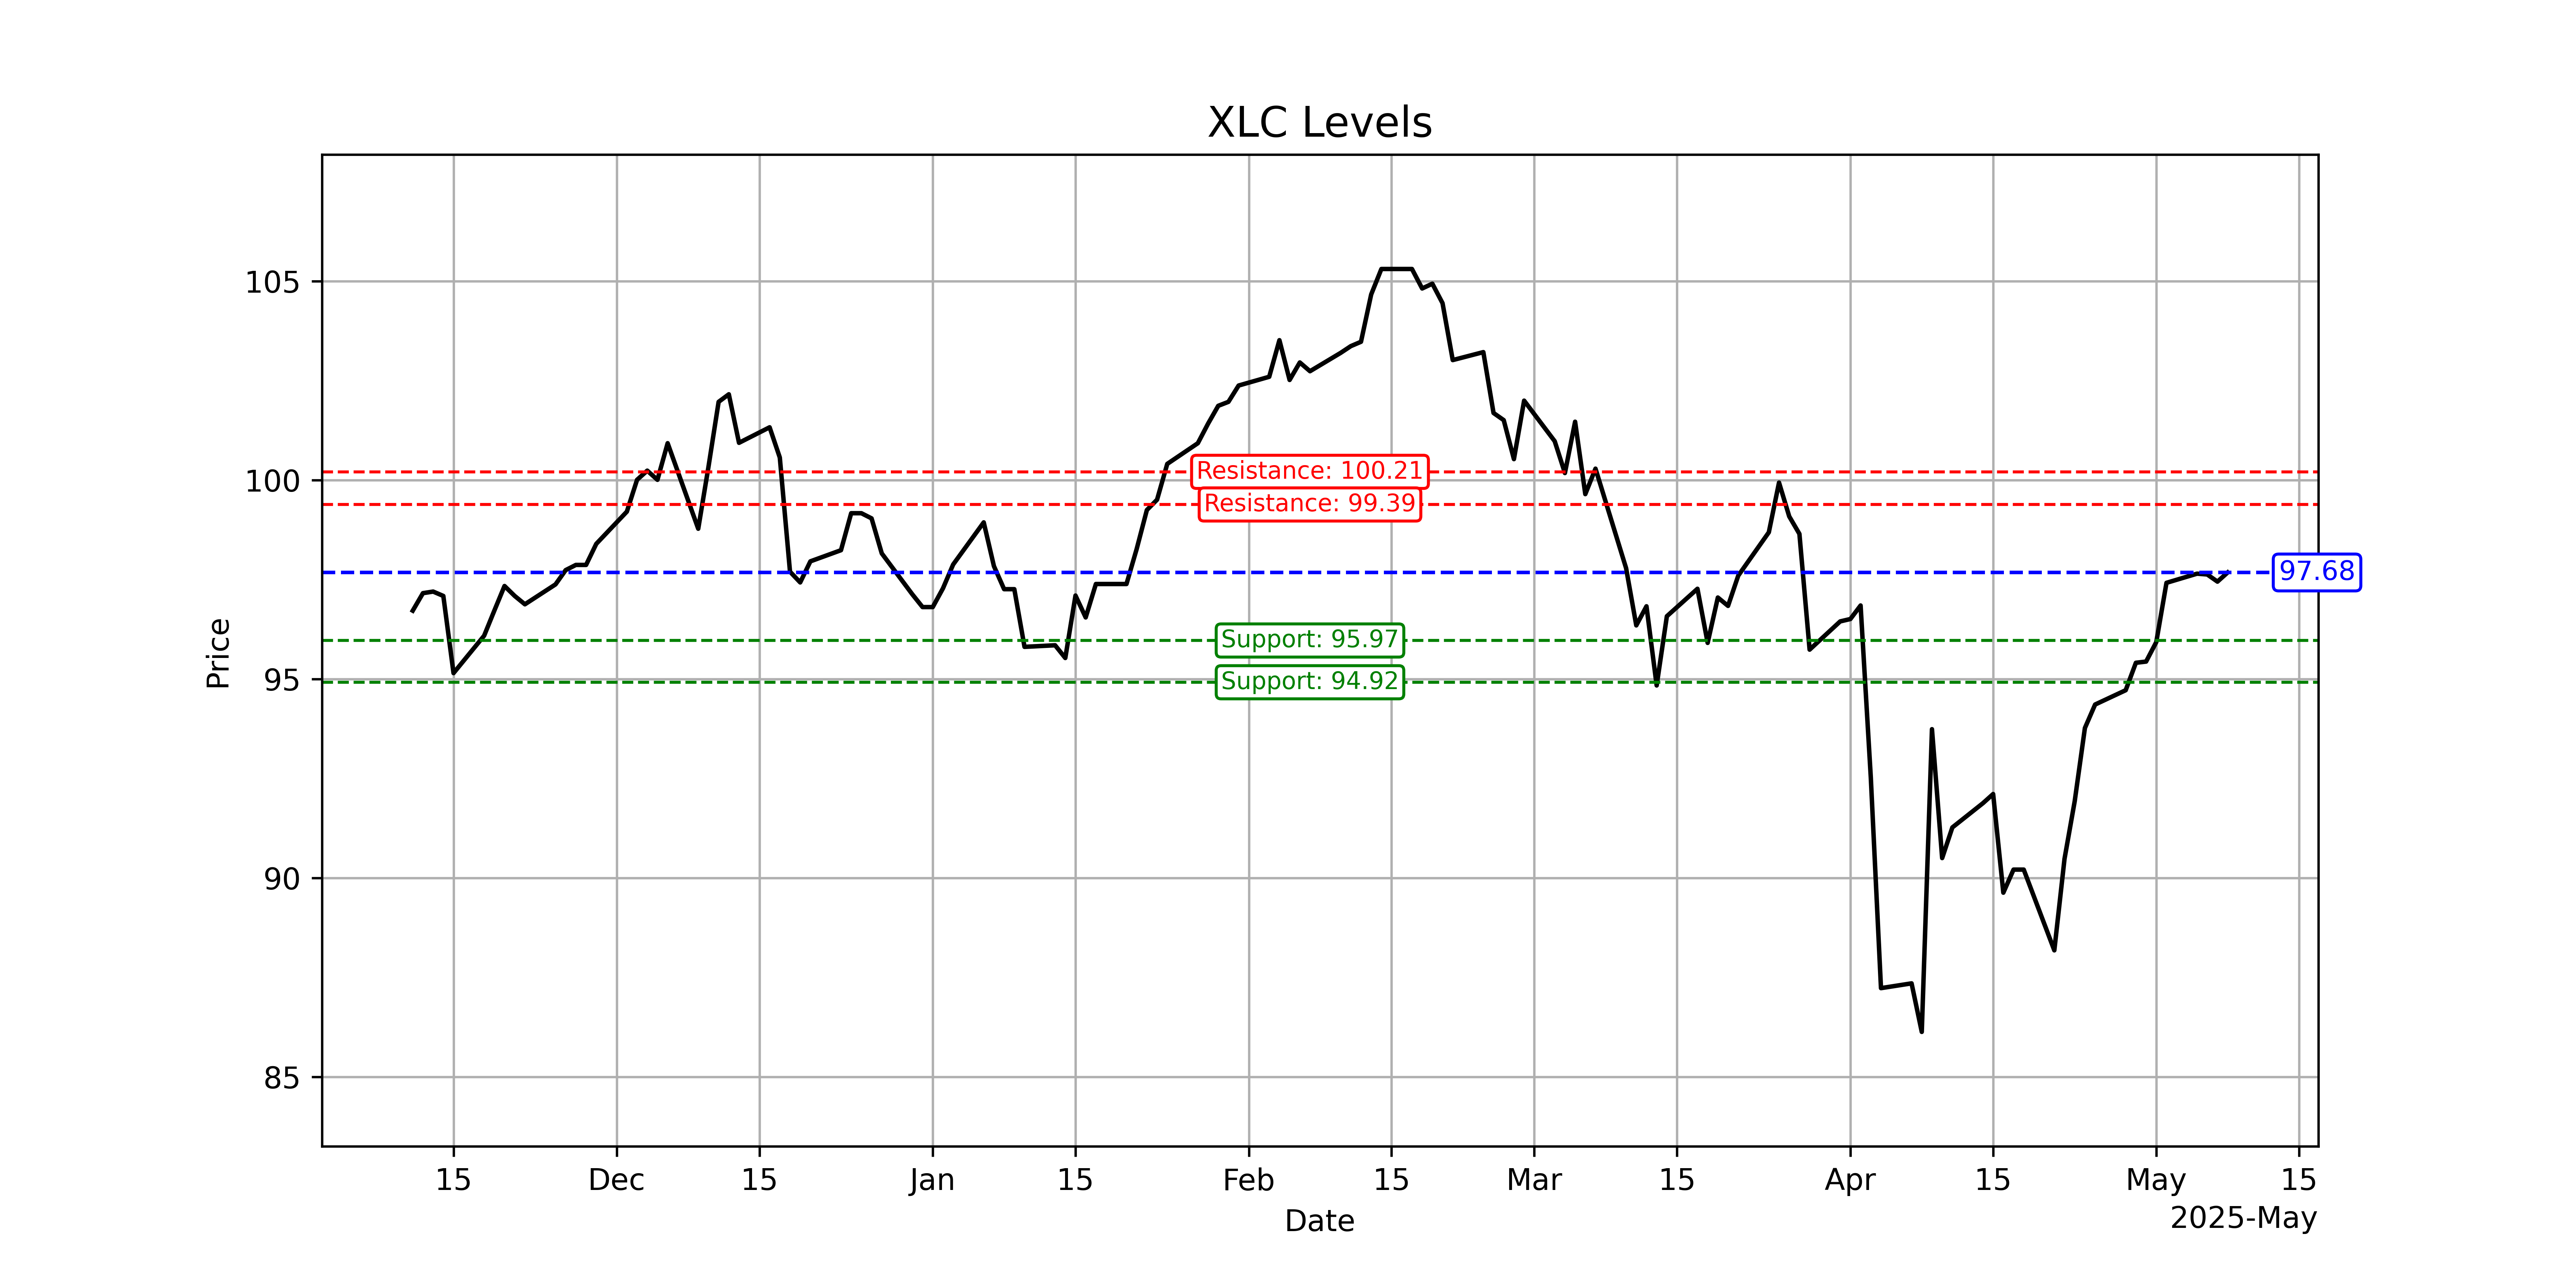 XLC Levels
Price
105
100
95
90
85
Resistance: 100.21
Resistance: 99.39
97.68
Support: 95.97
Support: 94.92
15 Dec 15 Jan 15 Feb 15 Mar 15 Apr 15 May 15
Date
2025-May